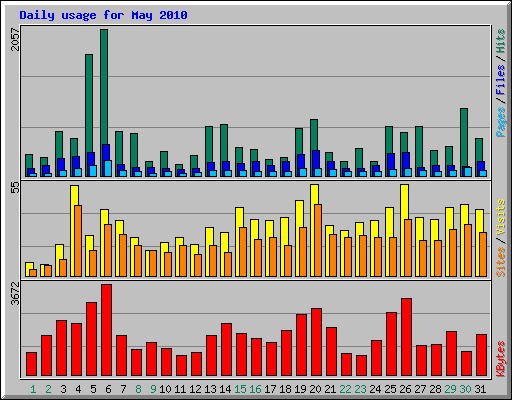 Daily usage for May 2010
2057
Pages / Files / Hits
55
Sites / Visits
3672
KBytes
1 2 3 4 5 6 7 8 9 10 11 12 13 14 15 16 17 18 19 20 21 22 23 24 25 26 27 28 29 30 31